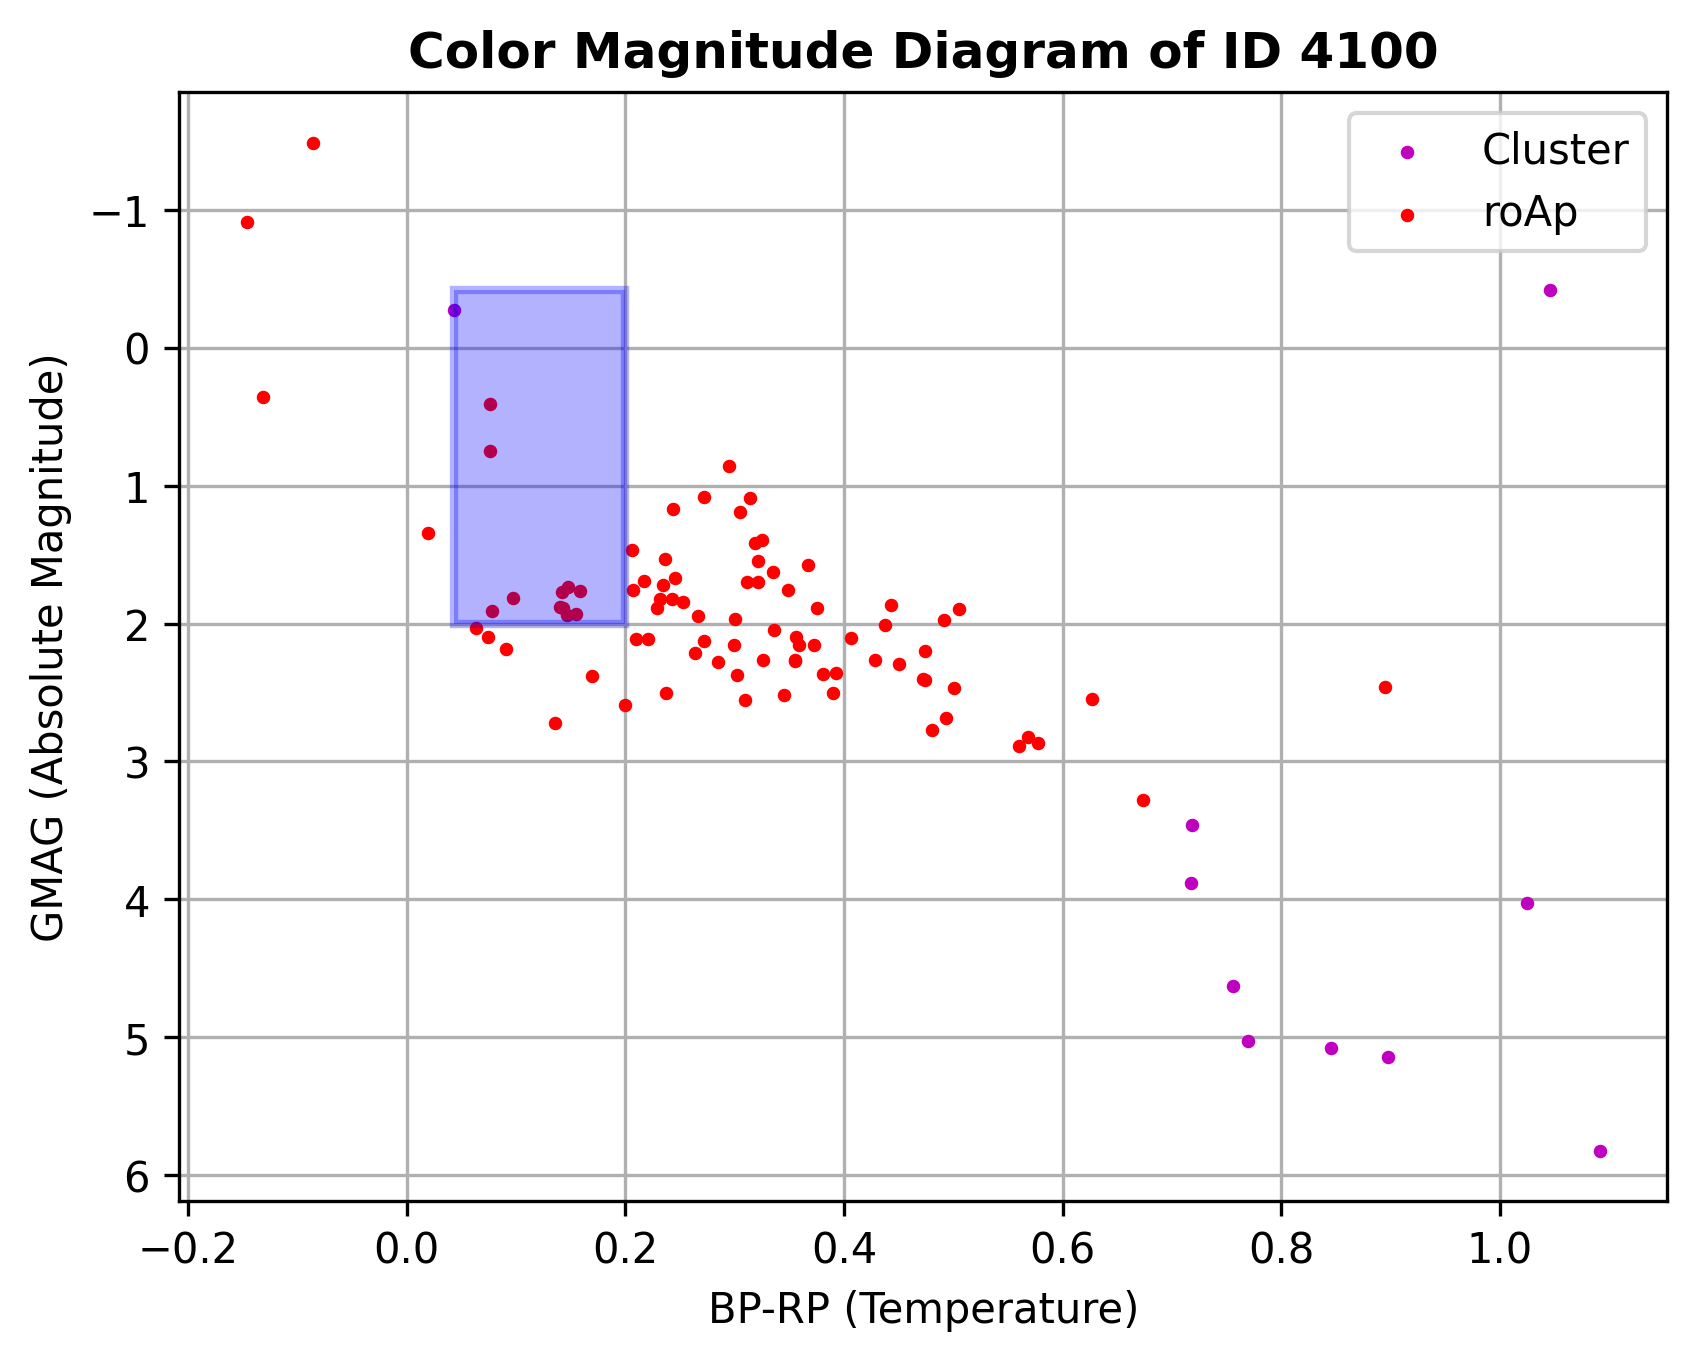 Color Magnitude Diagram of ID 4100
Cluster
roAp
GMAG (Absolute Magnitude)
−1
0
1
2
3
4
5
6
−0.2 0.0 0.2 0.4 0.6 0.8 1.0
BP-RP (Temperature)